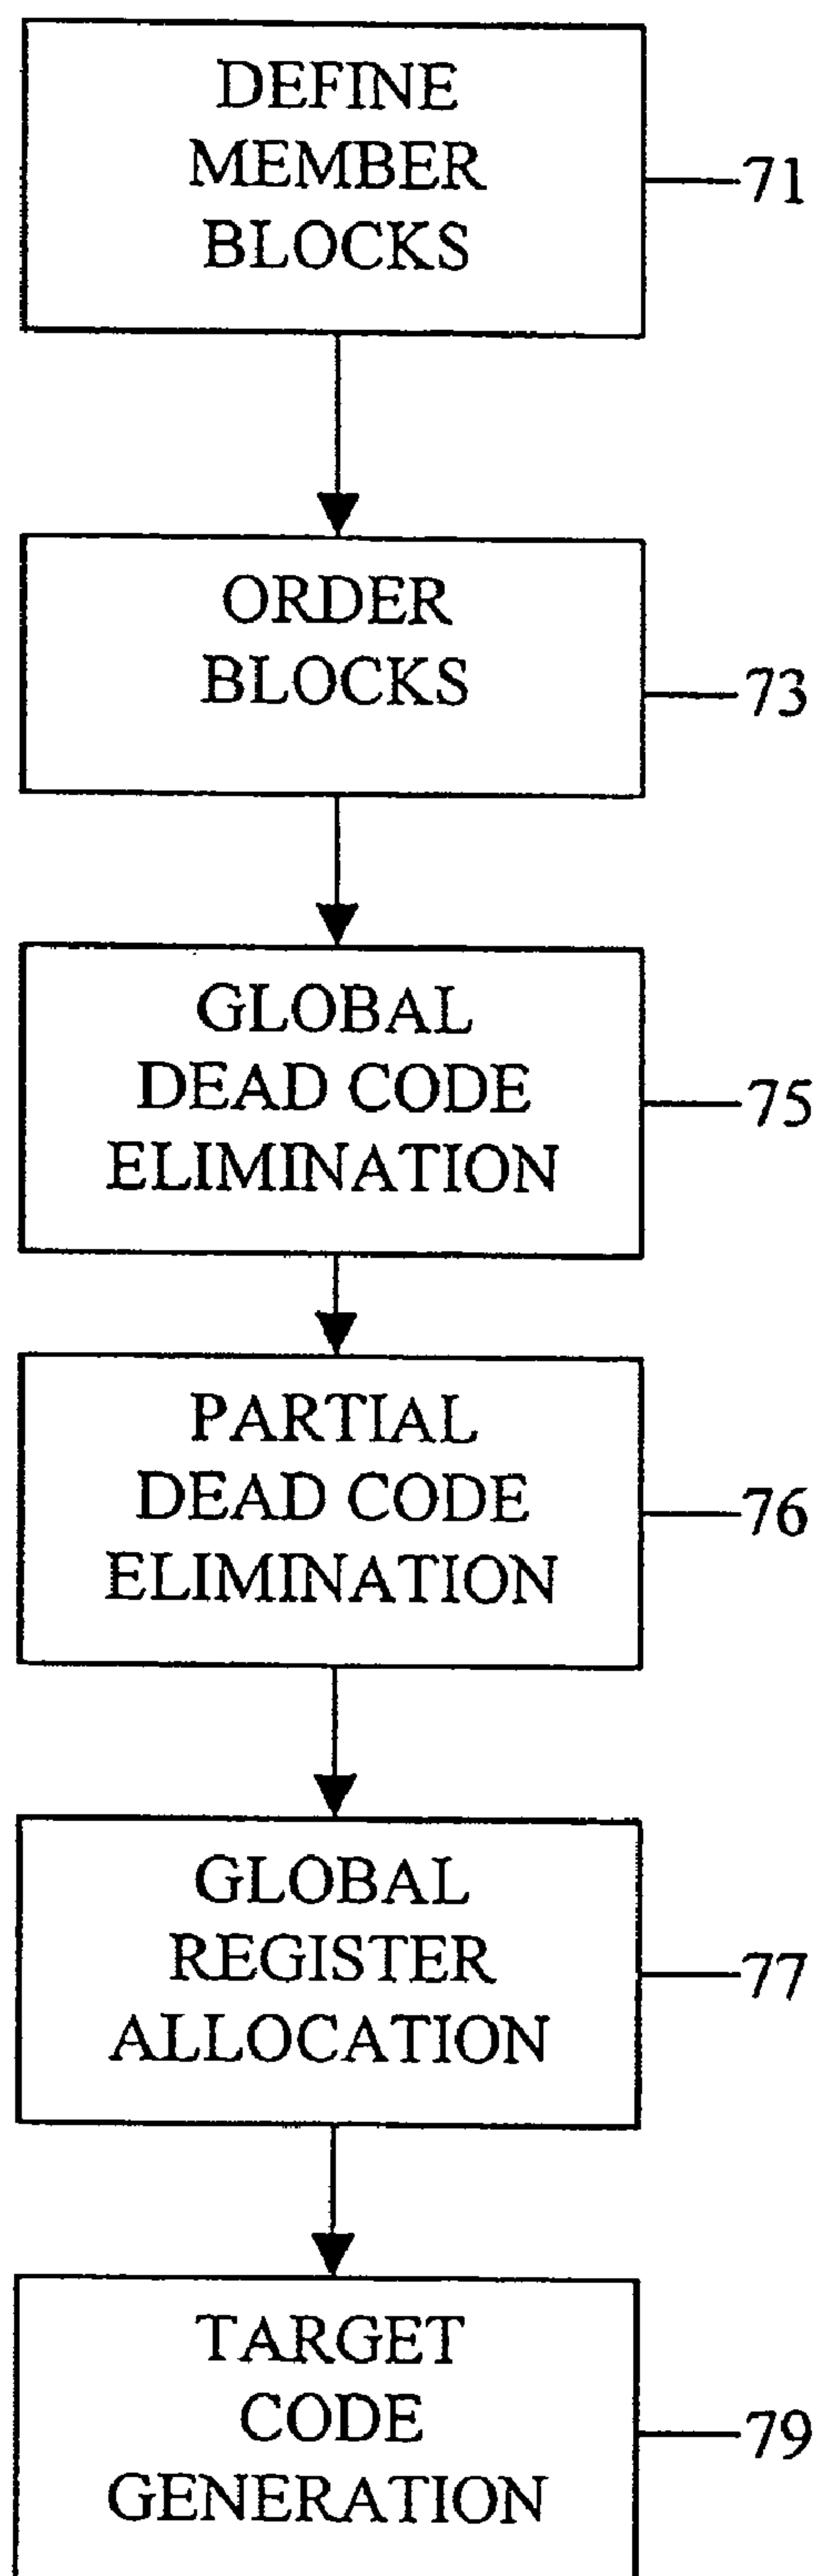 DEFINE
MEMBER
BLOCKS
71
ORDER
BLOCKS
73
GLOBAL
DEAD CODE
ELIMINATION
75
PARTIAL
DEAD CODE
ELIMINATION
76
GLOBAL
REGISTER
ALLOCATION
77
TARGET
CODE
GENERATION
79